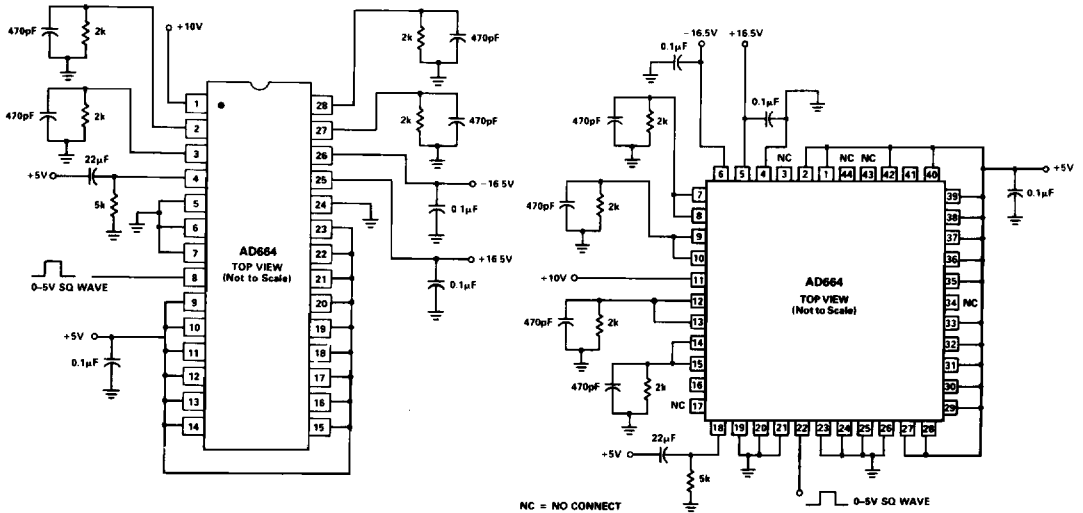 +10V
470pF
2k
2k
470pF
470pF
2k
2k
470pF
22μF
+5V
5k
1
2
3
4
5
6
7
8
9
10
11
12
13
14
28
27
26
25
24
23
22
21
20
19
18
17
16
15
AD664
TOP VIEW
(Not to Scale)
0–5V SQ WAVE
+5V
0.1μF
-16 5V
0 1μF
+16 5V
0.1μF
-16.5V
+16.5V
0.1μF
0.1μF
470pF
2k
NC
NC
NC
6
5
4
3
2
1
44
43
42
41
40
+5V
0.1μF
470pF
2k
+10V
470pF
2k
470pF
2k
7
8
9
10
11
12
13
14
15
16
NC
17
39
38
37
36
35
34
NC
33
32
31
30
29
AD664
TOP VIEW
(Not to Scale)
18
19
20
21
22
23
24
25
26
27
28
22μF
+5V
5k
0–5V SQ WAVE
NC = NO CONNECT